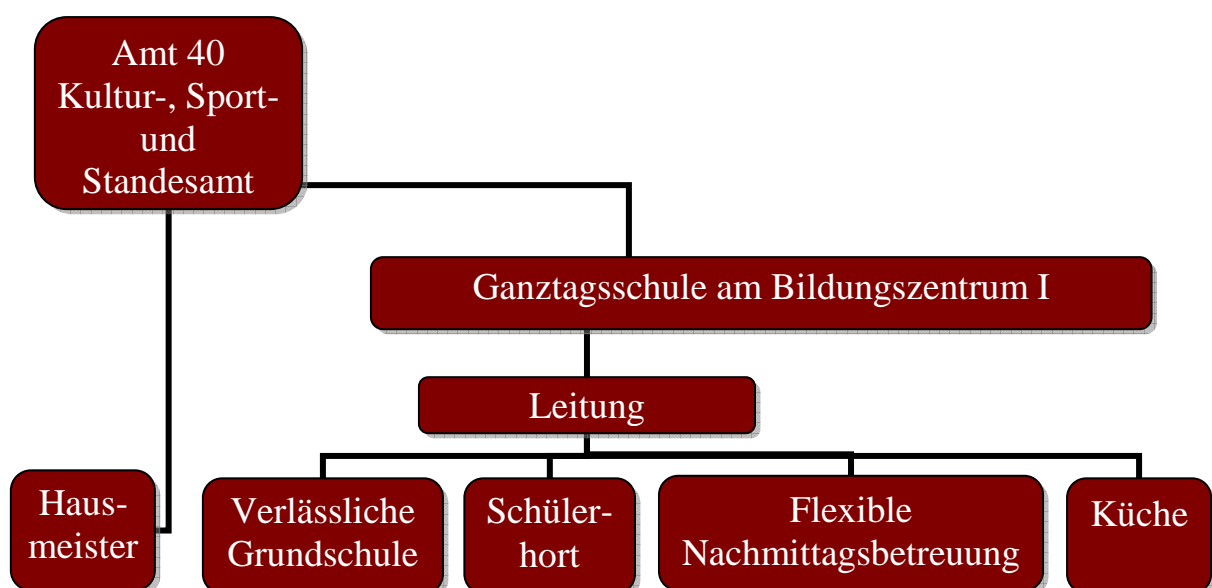 Amt 40
Kultur-, Sport-
und
Standesamt
Ganztagsschule am Bildungszentrum I
Leitung
Haus-
meister
Verlässliche
Grundschule
Schüler-
hort
Flexible
Nachmittagsbetreuung
Küche